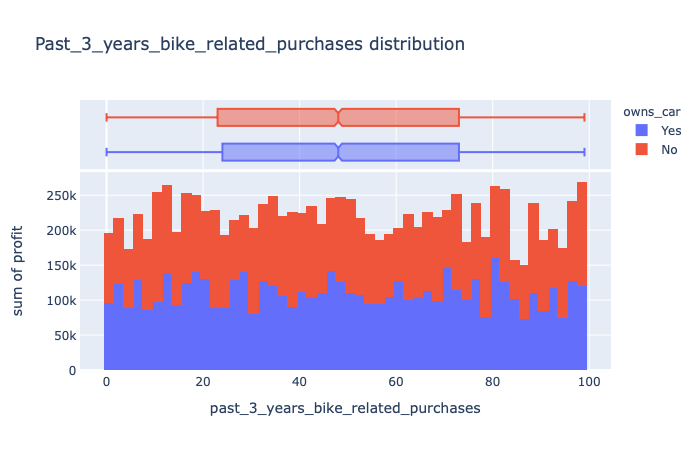 Past_3_years_bike_related_purchases distribution
owns_car
Yes
No
250k
200k
150k
100k
50k
0
sum of profit
0 20 40 60 80 100
past_3_years_bike_related_purchases